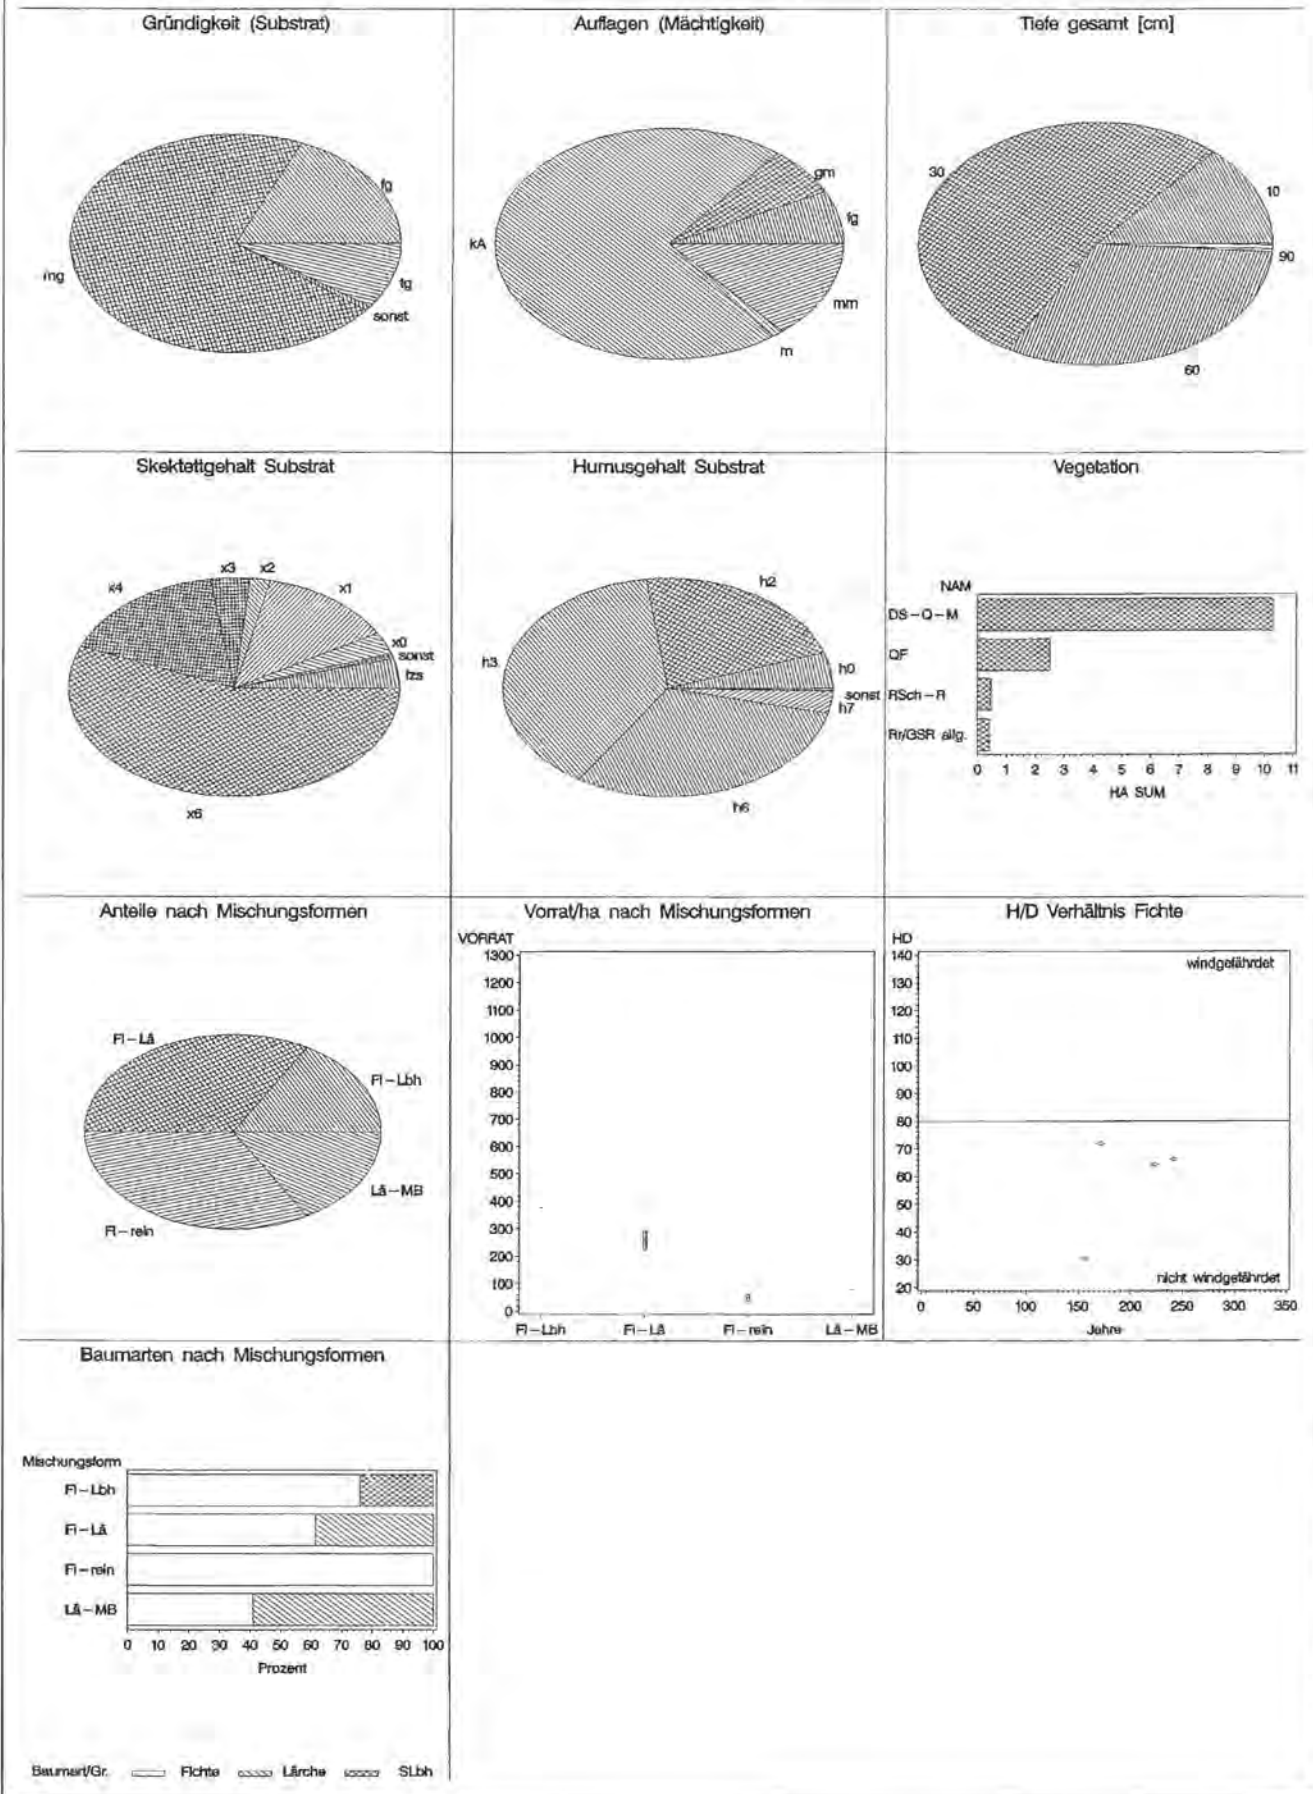 Gründigkeit (Substrat)
Auflagen (Mächtigkeit)
Tiefe gesamt [cm]
fg
mg
tg
sonst
gm
fg
kA
mm
m
30
10
90
60
Skektettgehalt Substrat
Humusgehalt Substrat
Vegetation
x3
x2
x4
x1
x0
sonst
fzs
x6
h2
h3
h0
sonst
h7
h6
NAM
DS-Q-M
QF
RSch-R
Rr/GSR allg.
0 1 2 3 4 5 6 7 8 9 10 11
HA SUM
Anteile nach Mischungsformen
Vorrat/ha nach Mischungsformen
H/D Verhältnis Fichte
Fi-Lä
Fi-Lbh
Lä-MB
Fi-rein
VORRAT
1300
1200
1100
1000
900
800
700
600
500
400
300
200
100
0
Fi-Lbh Fi-Lä Fi-rein Lä-MB
HD
140
windgefährdet
130
120
110
100
90
80
70
60
50
40
30
nicht windgefährdet
20
0 50 100 150 200 250 300 350
Jahre
Baumarten nach Mischungsformen
Mischungsform
Fi-Lbh
Fi-Lä
Fi-rein
Lä-MB
0 10 20 30 40 50 60 70 80 90 100
Prozent
Baumart/Gr. Fichte Lärche SLbh